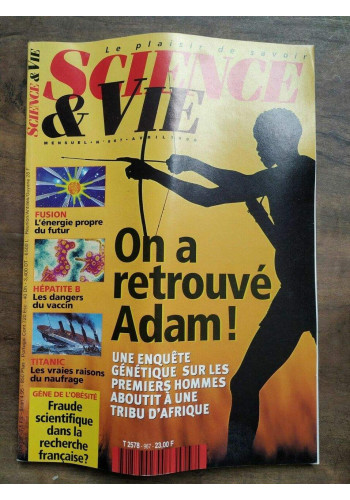 Le plaisir de savoir
SCIENCE
& VIE
SCIENCE & VIE
FUSION
L'énergie propre
du futur
HÉPATITE B
Les dangers
du vaccin
TITANIC
Les vraies raisons
du naufrage
GÈNE DE L'OBÉSITÉ
Fraude
scientifique
dans la
recherche
française?
On a
retrouvé
Adam!
UNE ENQUÊTE
GÉNÉTIQUE SUR LES
PREMIERS HOMMES
ABOUTIT À UNE
TRIBU D'AFRIQUE
T 2578 - 967 - 23,00 F